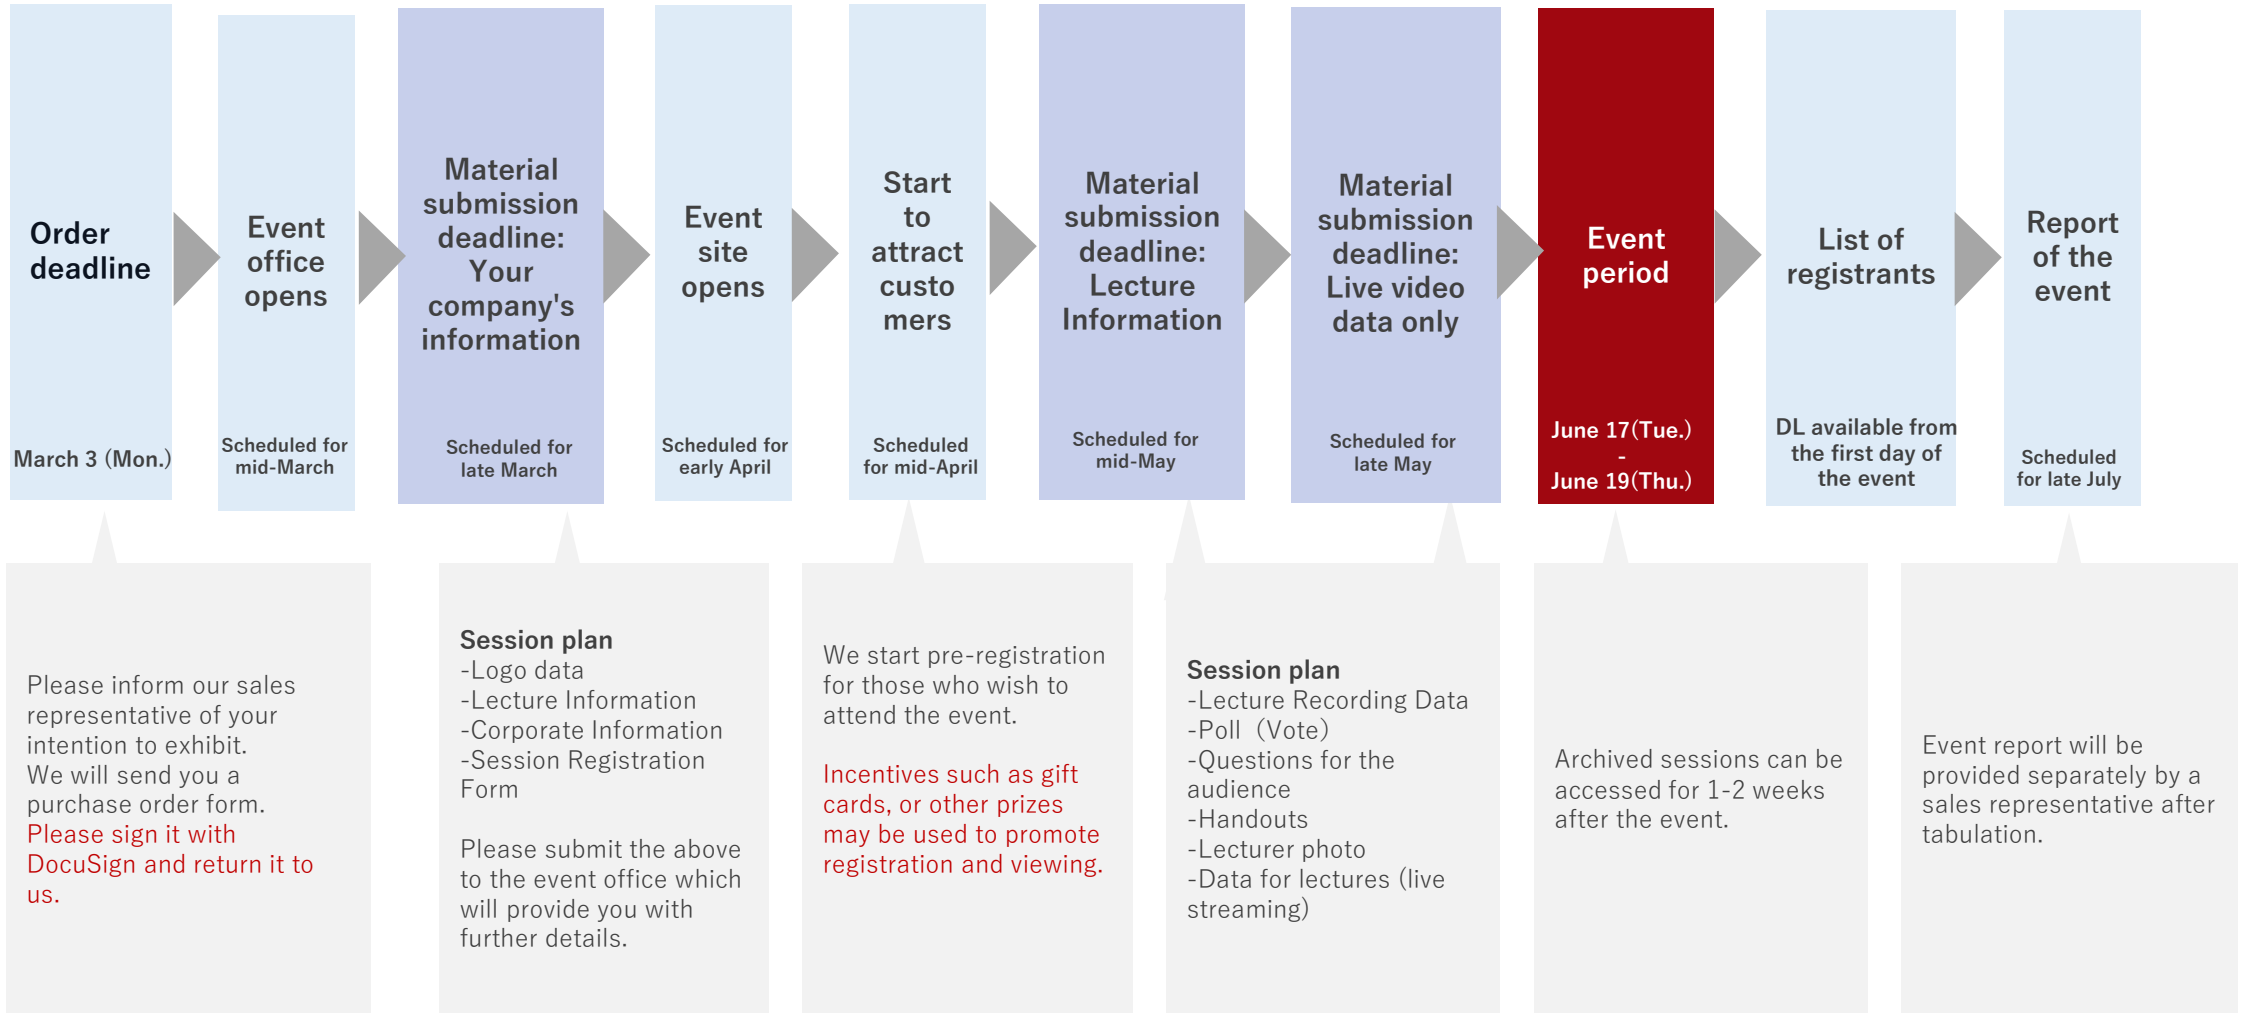 Order
deadline
March 3 (Mon.)
Event
office
opens
Scheduled for
mid-March
Material
submission
deadline:
Your
company's
information
Scheduled for
late March
Event
site
opens
Scheduled for
early April
Start
to
attract
custo
mers
Scheduled
for mid-April
Material
submission
deadline:
Lecture
Information
Scheduled for
mid-May
Material
submission
deadline:
Live video
data only
Scheduled for
late May
Event
period
June 17(Tue.)
-
June 19(Thu.)
List of
registrants
DL available from
the first day of
the event
Report
of the
event
Scheduled
for late July
Please inform our sales
representative of your
intention to exhibit.
We will send you a
purchase order form.
Please sign it with
DocuSign and return it to
us.
Session plan
-Logo data
-Lecture Information
-Corporate Information
-Session Registration
Form
Please submit the above
to the event office which
will provide you with
further details.
We start pre-registration
for those who wish to
attend the event.
Incentives such as gift
cards, or other prizes
may be used to promote
registration and viewing.
Session plan
-Lecture Recording Data
-Poll（Vote）
-Questions for the
audience
-Handouts
-Lecturer photo
-Data for lectures (live
streaming)
Archived sessions can be
accessed for 1-2 weeks
after the event.
Event report will be
provided separately by a
sales representative after
tabulation.